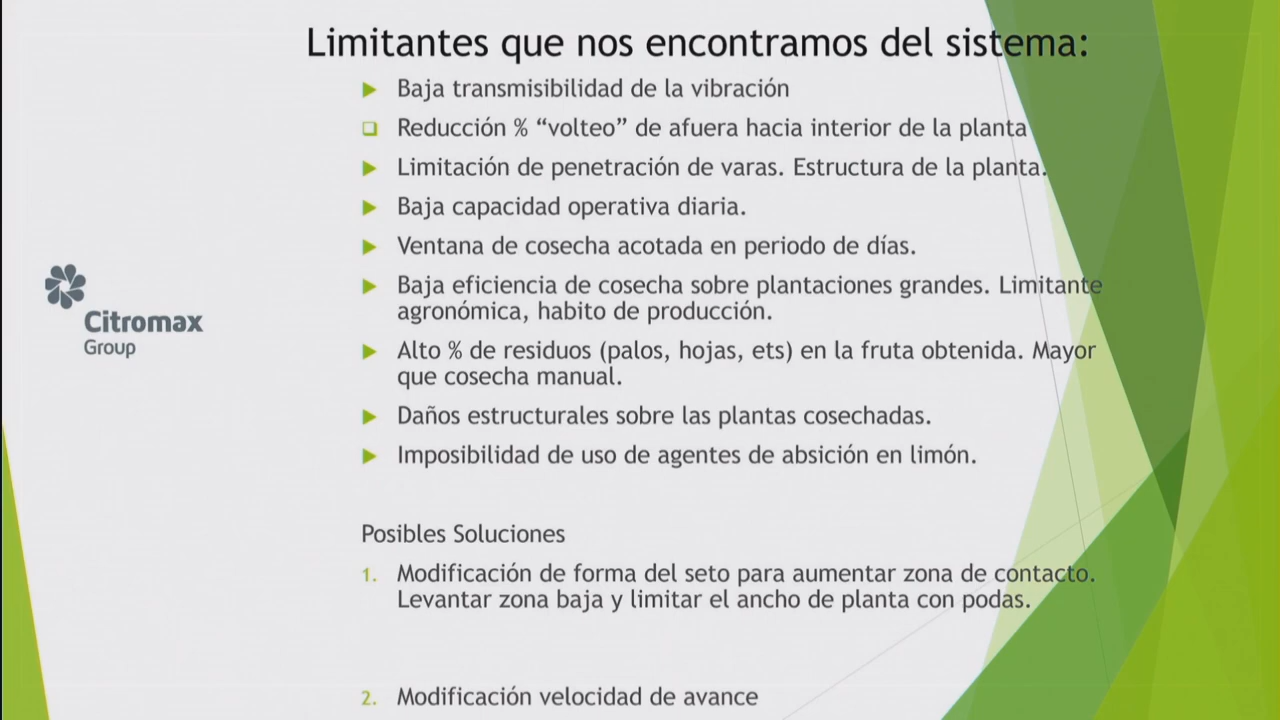 Limitantes que nos encontramos del sistema:
Baja transmisibilidad de la vibración
Reducción % “volteo” de afuera hacia interior de la planta
Limitación de penetración de varas. Estructura de la planta.
Baja capacidad operativa diaria.
Ventana de cosecha acotada en periodo de días.
Baja eficiencia de cosecha sobre plantaciones grandes. Limitante
agronómica, habito de producción.
Alto % de residuos (palos, hojas, ets) en la fruta obtenida. Mayor
que cosecha manual.
Daños estructurales sobre las plantas cosechadas.
Imposibilidad de uso de agentes de absición en limón.
Citromax
Group
Posibles Soluciones
1. Modificación de forma del seto para aumentar zona de contacto.
Levantar zona baja y limitar el ancho de planta con podas.
2. Modificación velocidad de avance